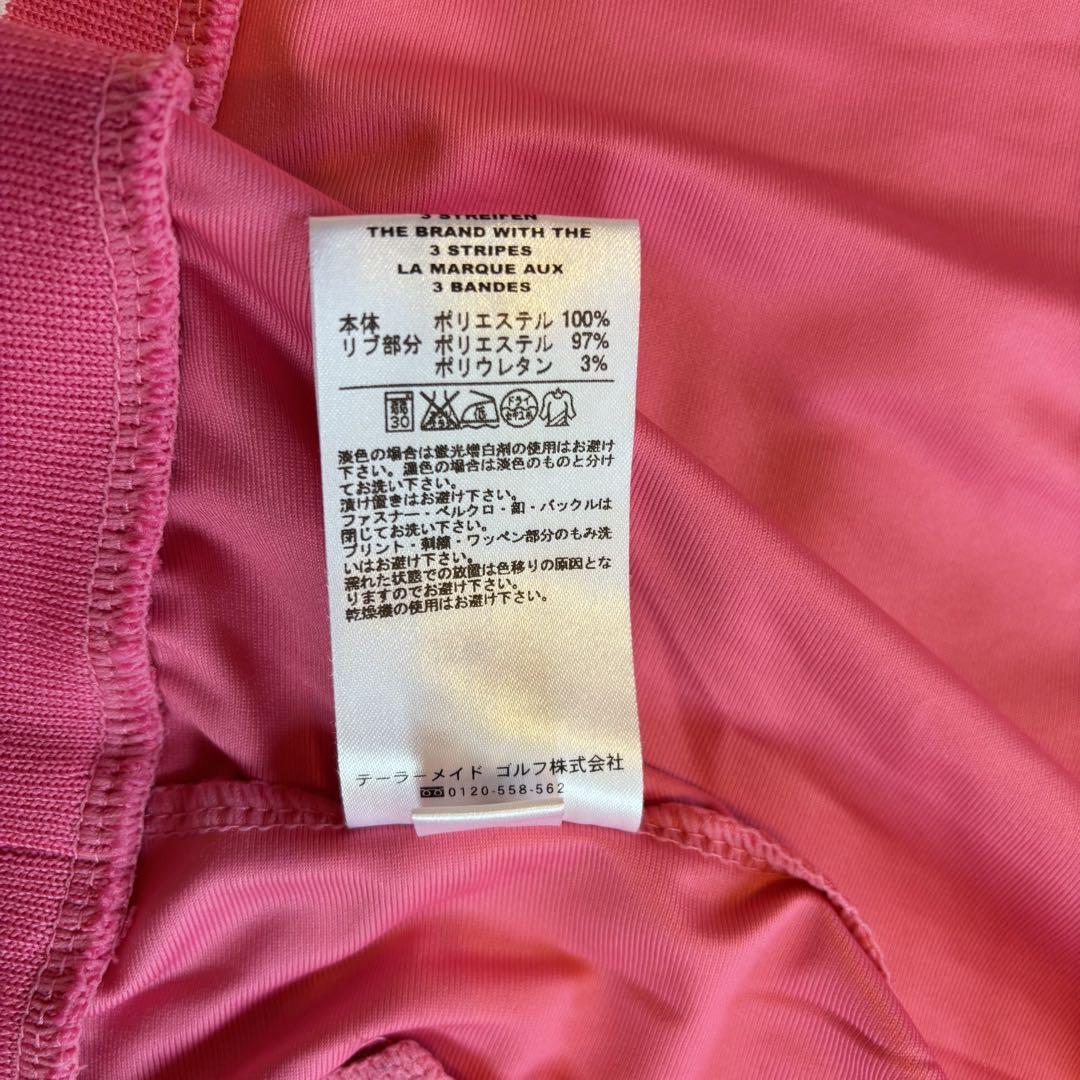 3 STREIFEN
THE BRAND WITH THE
3 STRIPES
LA MARQUE AUX
3 BANDES
本体 ポリエステル 100%
リブ部分 ポリエステル 97%
ポリウレタン 3%
弱 30 低 ドライ
淡色の場合は蛍光増白剤の使用はお避け
下さい。濃色の場合は淡色のものと分け
てお洗い下さい。
漬け置きはお避け下さい。
ファスナー・ベルクロ・釦・バックルは
閉じてお洗い下さい。
プリント・刺繍・ワッペン部分のもみ洗
いはお避け下さい。
濡れた状態での放置は色移りの原因とな
りますのでお避け下さい。
乾燥機の使用はお避け下さい。
テーラーメイド ゴルフ株式会社
0120-558-562